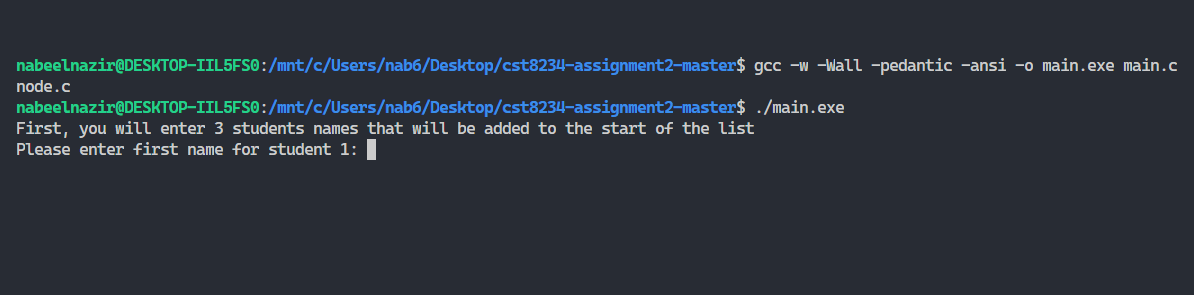 nabeelnazir@DESKTOP-IIL5FS0:/mnt/c/Users/nab6/Desktop/cst8234-assignment2-master$ gcc -w -Wall -pedantic -ansi -o main.exe main.c
node.c
nabeelnazir@DESKTOP-IIL5FS0:/mnt/c/Users/nab6/Desktop/cst8234-assignment2-master$ ./main.exe
First, you will enter 3 students names that will be added to the start of the list
Please enter first name for student 1: